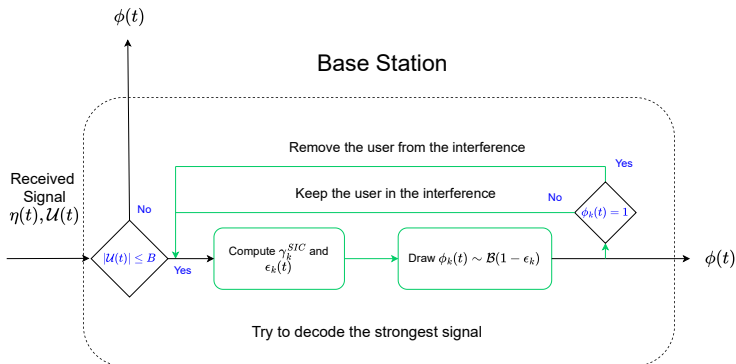 ϕ(t)
Base Station
Remove the user from the interference
Yes
Received
Signal
η(t), 𝒰(t)
Keep the user in the interference
No
No
ϕ_k(t) = 1
|𝒰(t)| ≤ B
Yes
Compute γ_k^{SIC} and
ϵ_k(t)
Draw ϕ_k(t) ∼ ℬ(1 − ϵ_k)
ϕ(t)
Try to decode the strongest signal